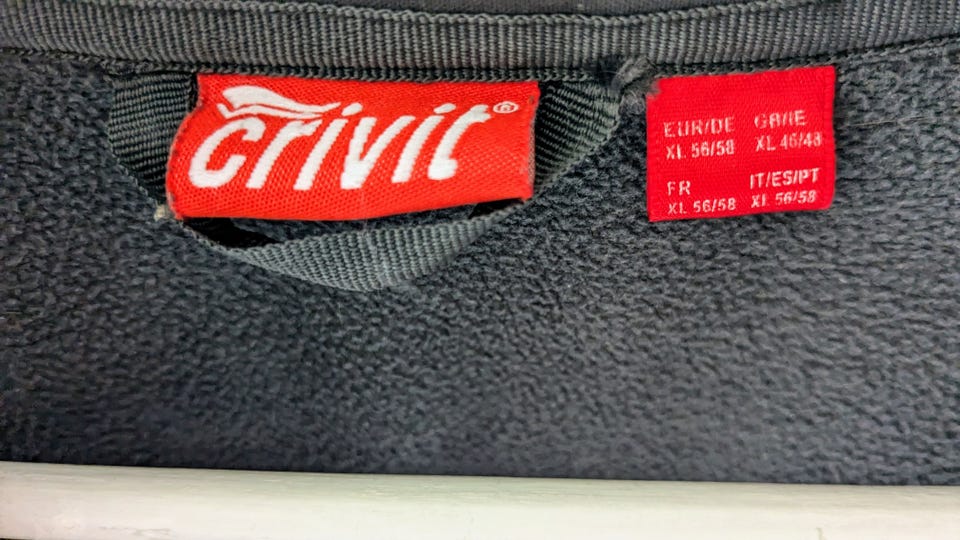 crivit®
EUR/DE GB/IE
XL 56/58 XL 46/48
FR IT/ES/PT
XL 56/58 XL 56/58